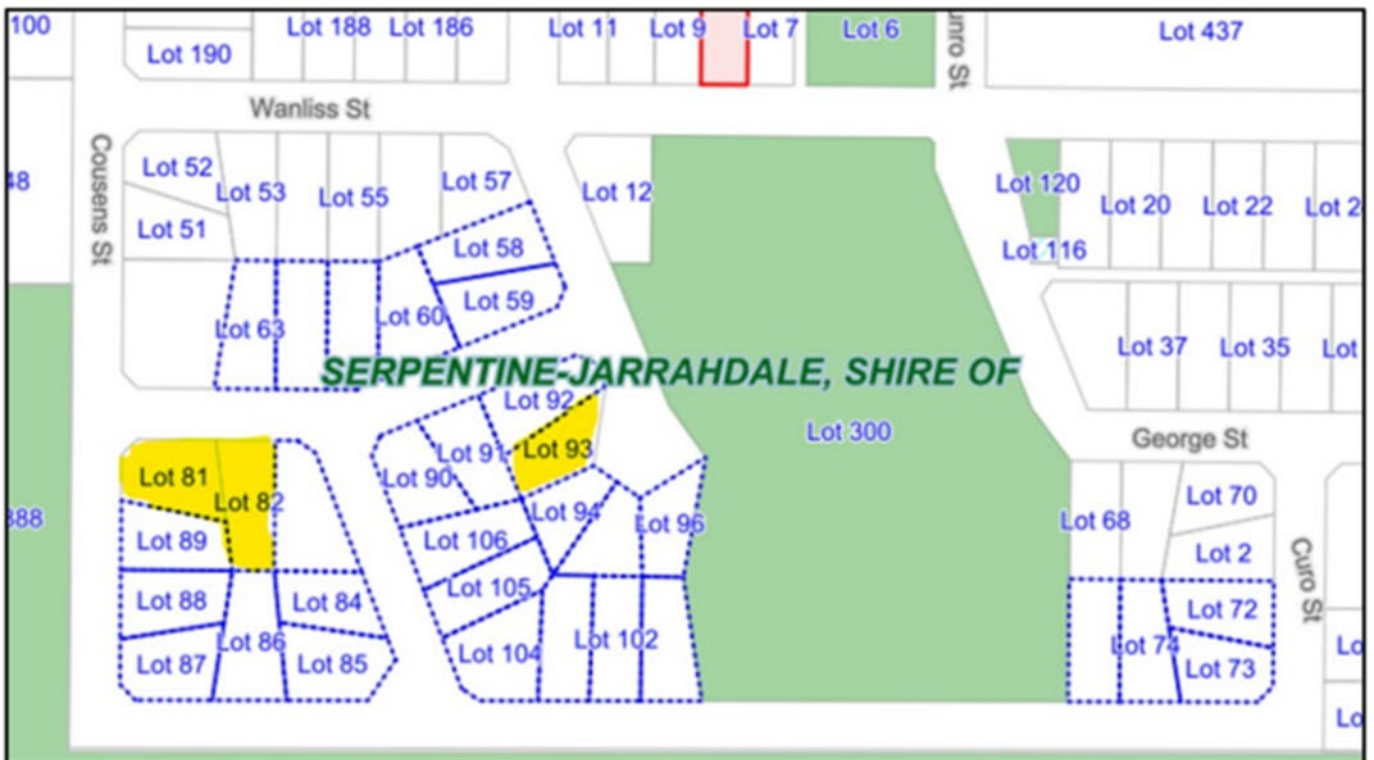 100
Lot 188
Lot 186
Lot 11
Lot 9
Lot 7
Lot 6
Lot 437
Lot 190
Wanliss St
Cousens St
Lot 52
Lot 53
Lot 55
Lot 57
Lot 12
Lot 120
Lot 20
Lot 22
Lot 2
Lot 51
Lot 58
Lot 116
Lot 59
Lot 63
Lot 60
Lot 37
Lot 35
Lot
SERPENTINE-JARRAHDALE, SHIRE OF
Lot 92
Lot 300
George St
Lot 81
Lot 82
Lot 91
Lot 93
Lot 90
Lot 70
Lot 89
Lot 106
Lot 94
Lot 96
Lot 68
Lot 2
Curo St
Lot 88
Lot 84
Lot 105
Lot 72
Lot 86
Lot 87
Lot 85
Lot 104
Lot 102
Lot 74
Lot 73
Lo
Lo